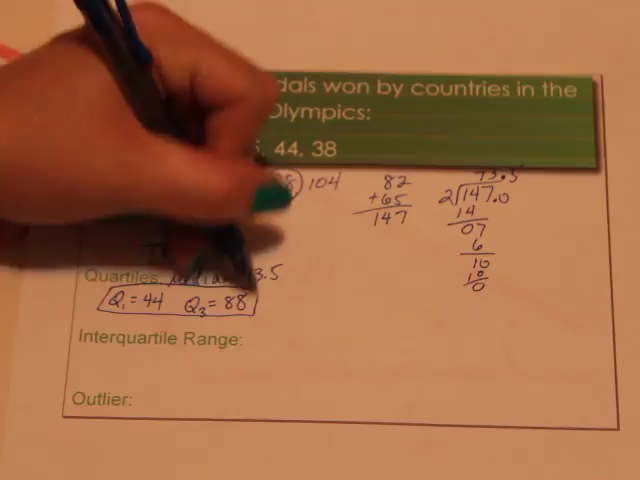 won by countries in the
Olympics:
44, 38
104
82
+65
147
73.5
2)147.0
14
07
6
10
10
0
Quartiles 3.5
Q₁ = 44 Q₃ = 88
Interquartile Range:
Outlier: